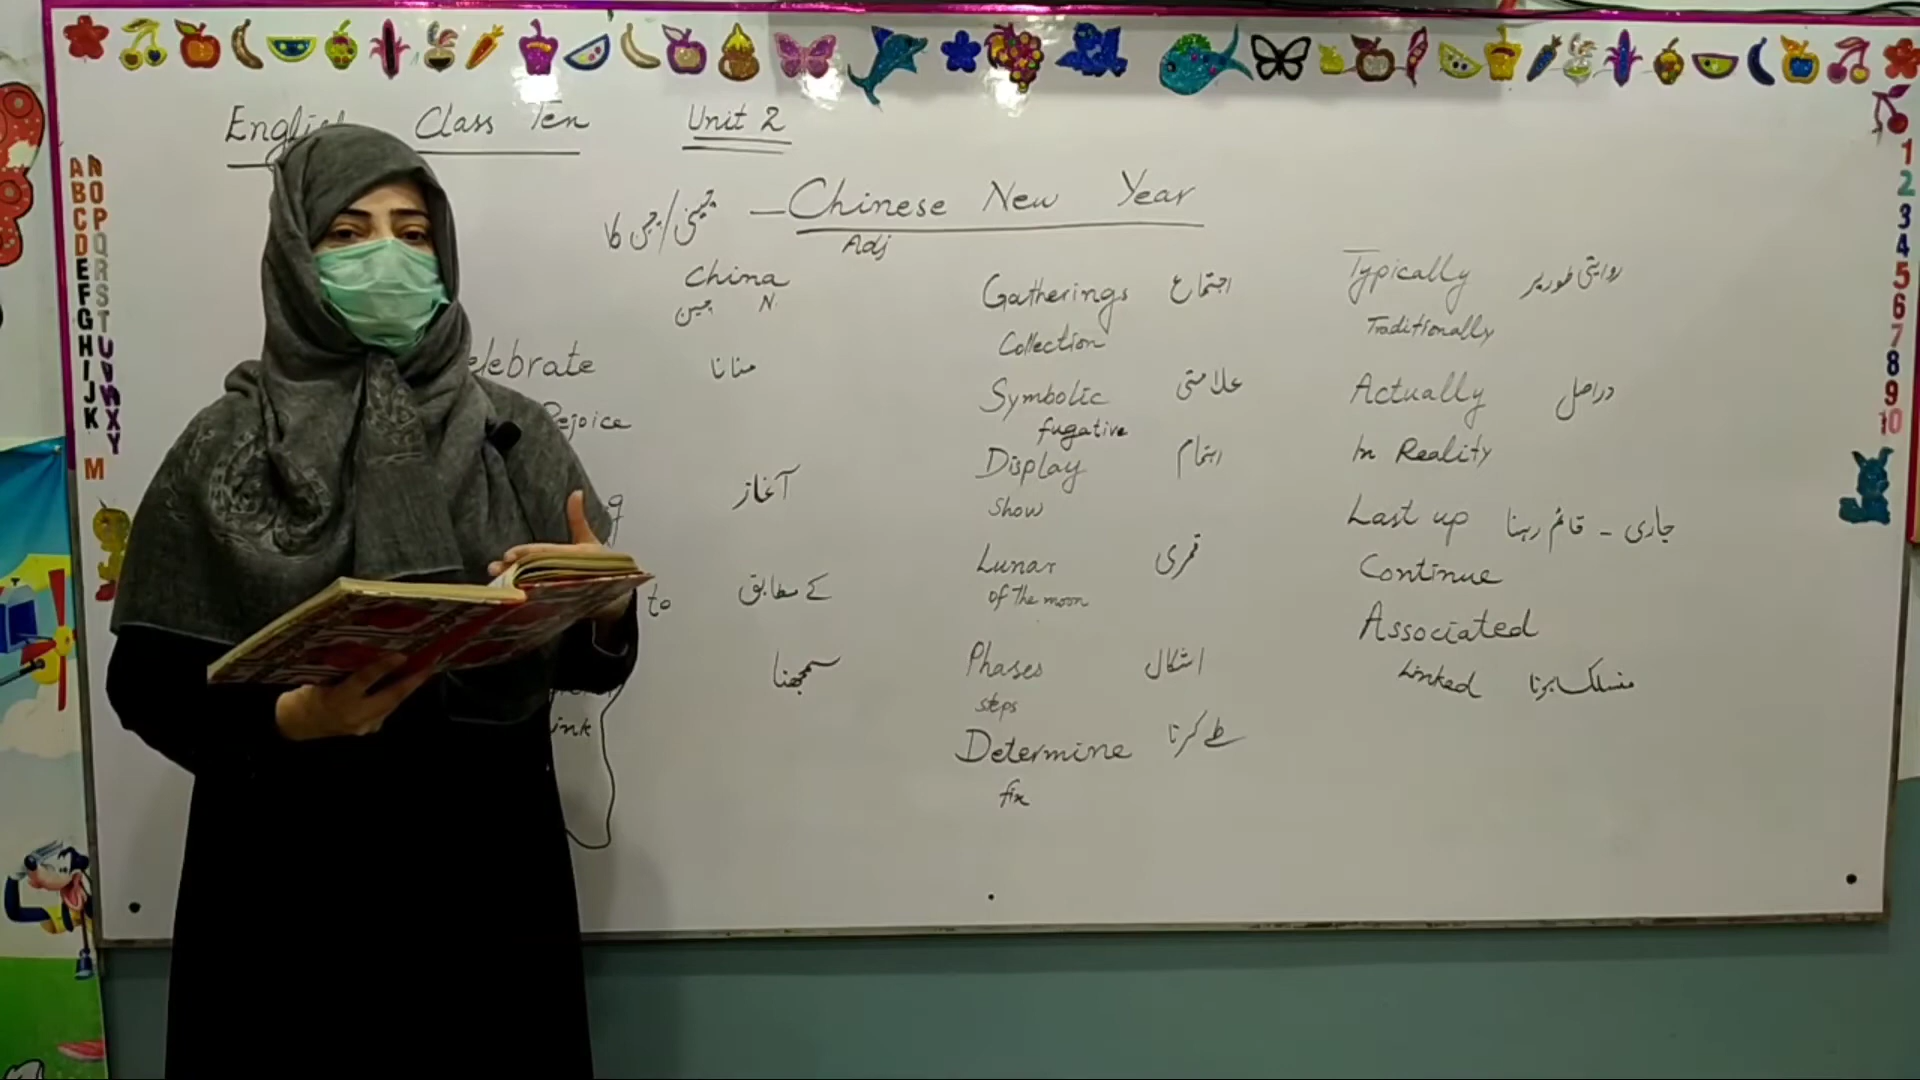 English Class Ten Unit 2
چینی/چین کا — Chinese New Year
Adj
China
چین N.
elebrate منانا
Rejoice
g آغاز
to کے مطابق
سمجھنا
ink
Gatherings اجتماع
Collection
Symbolic علامتی
fugative
Display اہتمام
Show
Lunar قمری
of the moon
Phases اشکال
steps
Determine طے کرنا
fix
Typically روایتی طور پر
Traditionally
Actually دراصل
In Reality
Last up جاری - قائم رہنا
Continue
Associated
Linked منسلک ہونا
A N
B O
C P
D Q
E R
F S
G T
H U
I V
J W
K X
Y
M
1
2
3
4
5
6
7
8
9
10